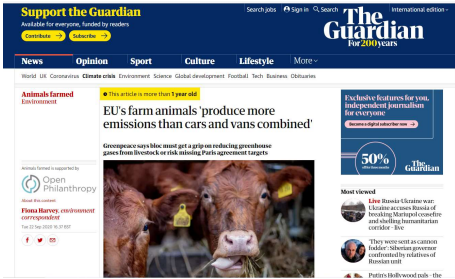 Support the Guardian
Available for everyone, funded by readers
Contribute → Subscribe →
Search jobs Sign in Search International edition
The Guardian
For 200 years
News Opinion Sport Culture Lifestyle More
World UK Coronavirus Climate crisis Environment Science Global development Football Tech Business Obituaries
Animals farmed
Environment
This article is more than 1 year old
EU's farm animals 'produce more
emissions than cars and vans combined'
Greenpeace says bloc must get a grip on reducing greenhouse
gases from livestock or risk missing Paris agreement targets
Animals farmed is supported by
Open
Philanthropy
About this content
Fiona Harvey, environment
correspondent
Tue 22 Sep 2020
Exclusive features for you,
independent journalism
for everyone
Become a digital subscriber now →
50%
The
Guardian
Most viewed
Live Russia-Ukraine war:
Ukraine accuses Russia of
breaking Mariupol ceasefire
and shelling humanitarian
corridor - live
'They were sent as cannon
fodder': Siberian governor
confronted by relatives of
Russian unit
Putin's Hollywood pals - the